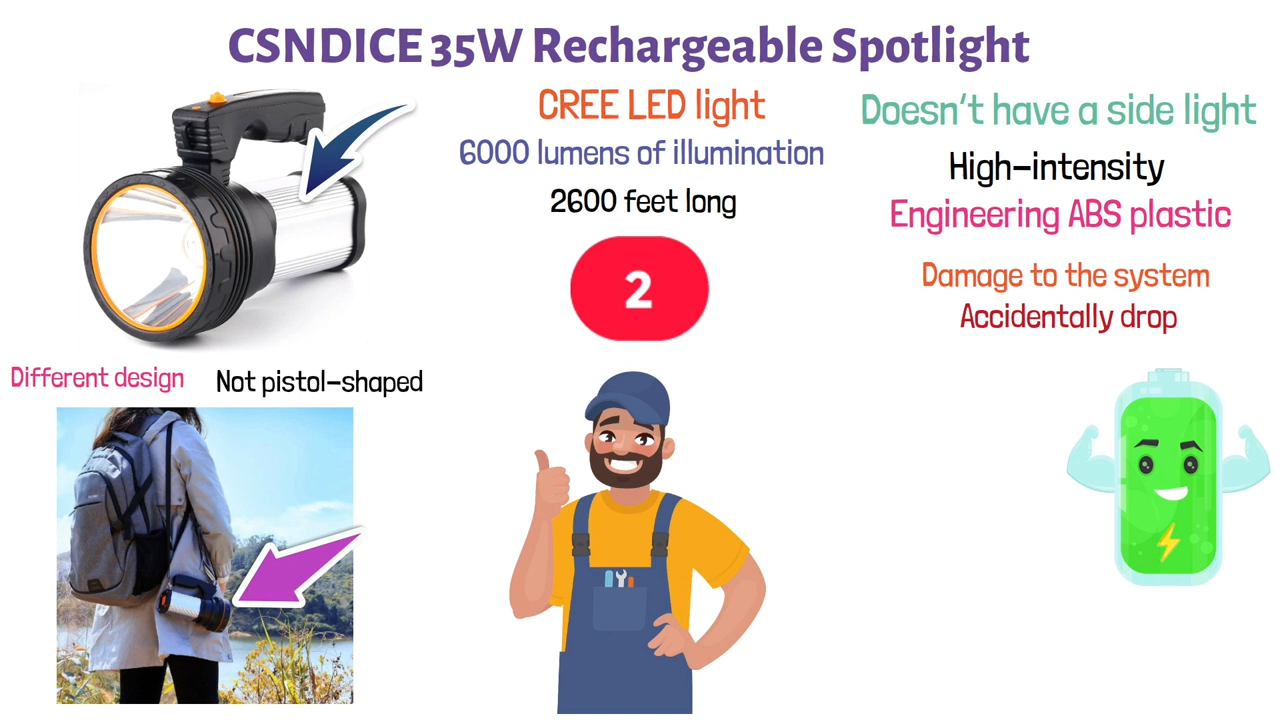 CSNDICE 35W Rechargeable Spotlight
CREE LED light
6000 lumens of illumination
2600 feet long
2
Doesn't have a side light
High-intensity
Engineering ABS plastic
Damage to the system
Accidentally drop
Different design
Not pistol-shaped